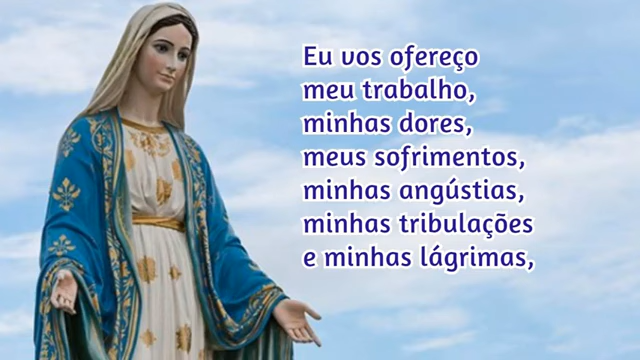 Eu vos ofereço
meu trabalho,
minhas dores,
meus sofrimentos,
minhas angústias,
minhas tribulações
e minhas lágrimas,